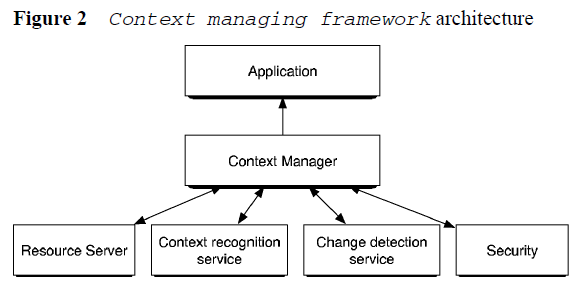 Figure 2 Context managing framework architecture
Application
Context Manager
Resource Server
Context recognition
service
Change detection
service
Security